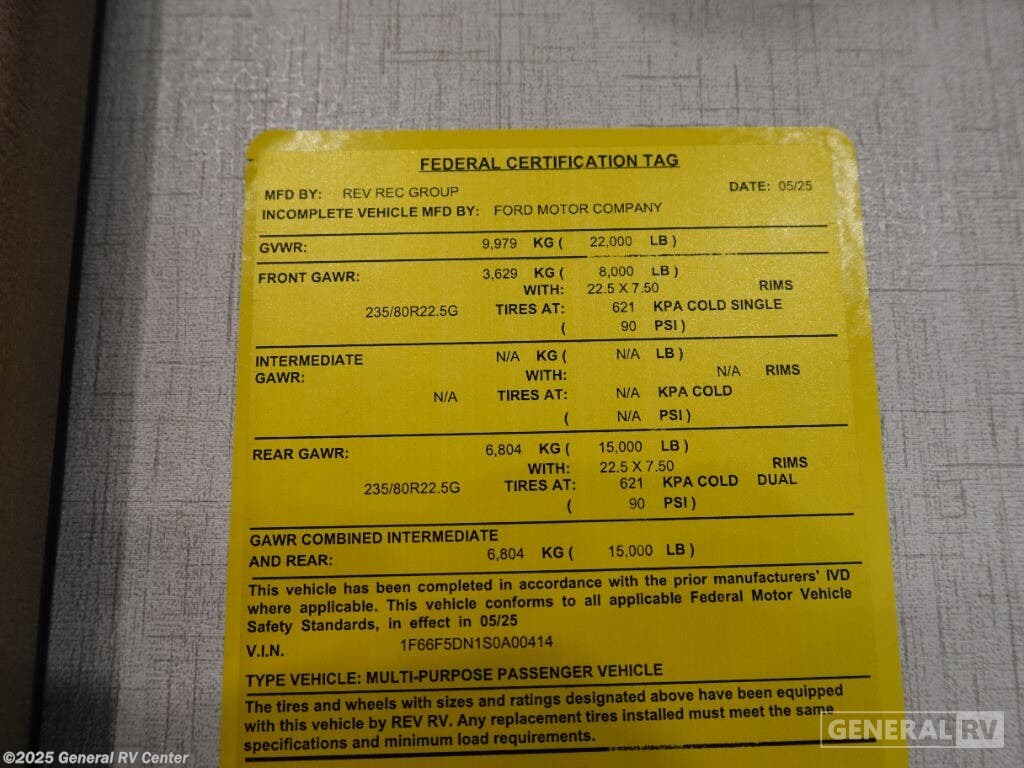 FEDERAL CERTIFICATION TAG
MFD BY: REV REC GROUP DATE: 05/25
INCOMPLETE VEHICLE MFD BY: FORD MOTOR COMPANY
GVWR: 9,979 KG ( 22,000 LB )
FRONT GAWR: 3,629 KG ( 8,000 LB )
WITH: 22.5 X 7.50 RIMS
235/80R22.5G TIRES AT: 621 KPA COLD SINGLE
( 90 PSI )
INTERMEDIATE N/A KG ( N/A LB )
GAWR: WITH: N/A RIMS
N/A TIRES AT: N/A KPA COLD
( N/A PSI )
REAR GAWR: 6,804 KG ( 15,000 LB )
WITH: 22.5 X 7.50 RIMS
235/80R22.5G TIRES AT: 621 KPA COLD DUAL
( 90 PSI )
GAWR COMBINED INTERMEDIATE
AND REAR: 6,804 KG ( 15,000 LB )
This vehicle has been completed in accordance with the prior manufacturers' IVD
where applicable. This vehicle conforms to all applicable Federal Motor Vehicle
Safety Standards, in effect in 05/25
V.I.N. 1F66F5DN1S0A00414
TYPE VEHICLE: MULTI-PURPOSE PASSENGER VEHICLE
The tires and wheels with sizes and ratings designated above have been equipped
with this vehicle by REV RV. Any replacement tires installed must meet the same
specifications and minimum load requirements.
GENERAL RV
©2025 General RV Center